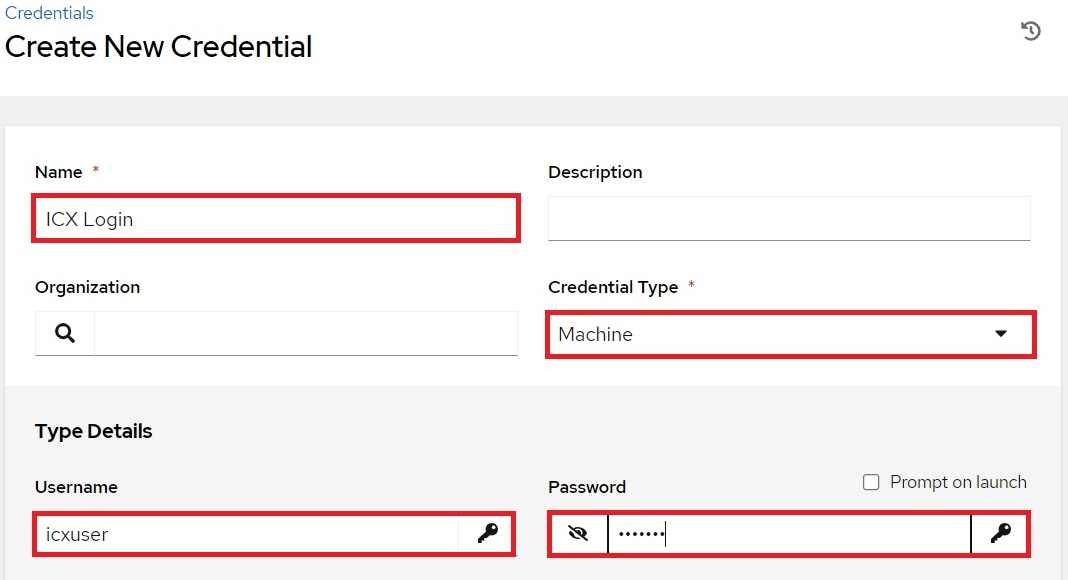 Credentials
Create New Credential
Name *
Description
ICX Login
Organization
Credential Type *
Machine
Type Details
Username
Password
Prompt on launch
icxuser
•••••••